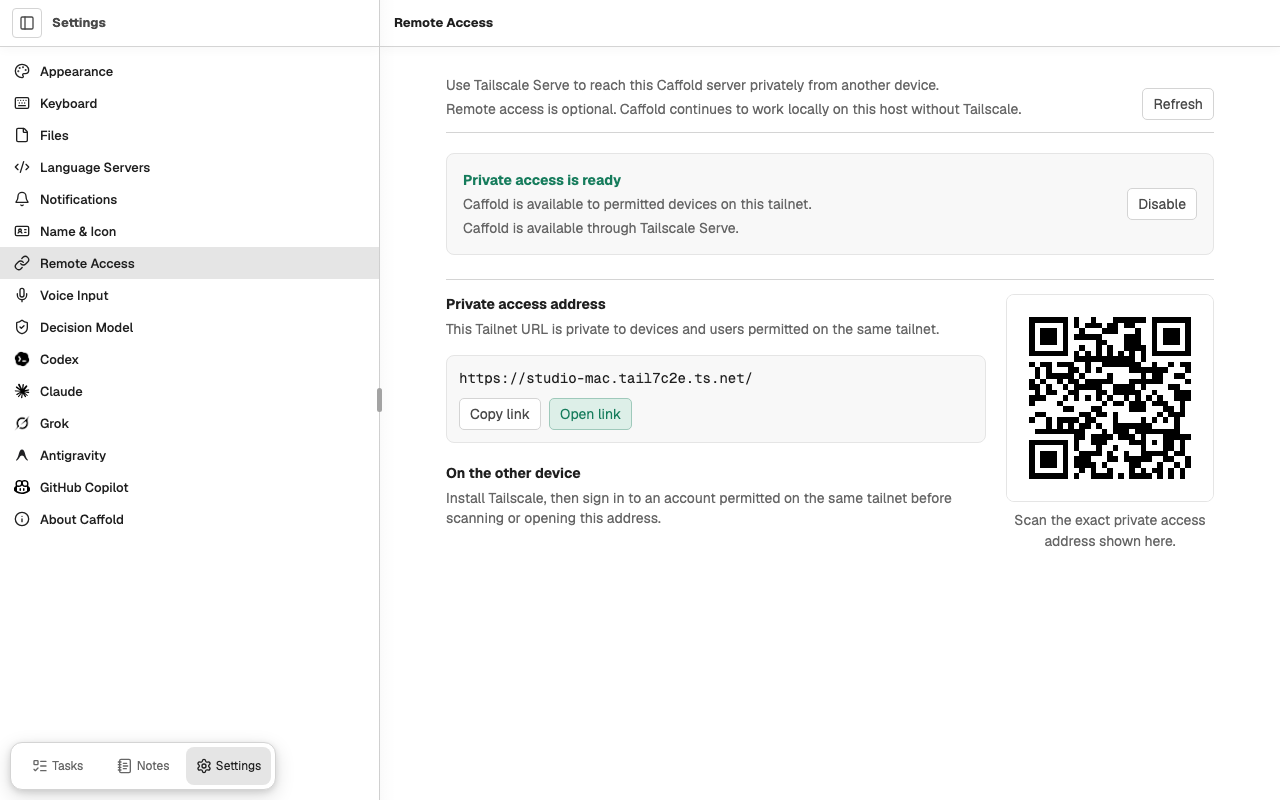 Settings
Remote Access
Appearance
Keyboard
Files
Language Servers
Notifications
Name & Icon
Remote Access
Voice Input
Decision Model
Codex
Claude
Grok
Antigravity
GitHub Copilot
About Caffold
Tasks
Notes
Settings
Use Tailscale Serve to reach this Caffold server privately from another device.
Remote access is optional. Caffold continues to work locally on this host without Tailscale.
Refresh
Private access is ready
Caffold is available to permitted devices on this tailnet.
Caffold is available through Tailscale Serve.
Disable
Private access address
This Tailnet URL is private to devices and users permitted on the same tailnet.
https://studio-mac.tail7c2e.ts.net/
Copy link
Open link
On the other device
Install Tailscale, then sign in to an account permitted on the same tailnet before
scanning or opening this address.
Scan the exact private access
address shown here.